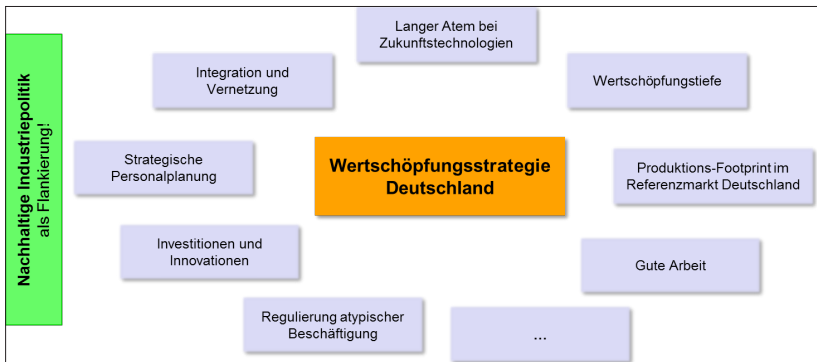 Nachhaltige Industriepolitik
als Flankierung!
Langer Atem bei
Zukunftstechnologien
Integration und
Vernetzung
Wertschöpfungstiefe
Strategische
Personalplanung
Wertschöpfungsstrategie
Deutschland
Produktions-Footprint im
Referenzmarkt Deutschland
Investitionen und
Innovationen
Gute Arbeit
Regulierung atypischer
Beschäftigung
...